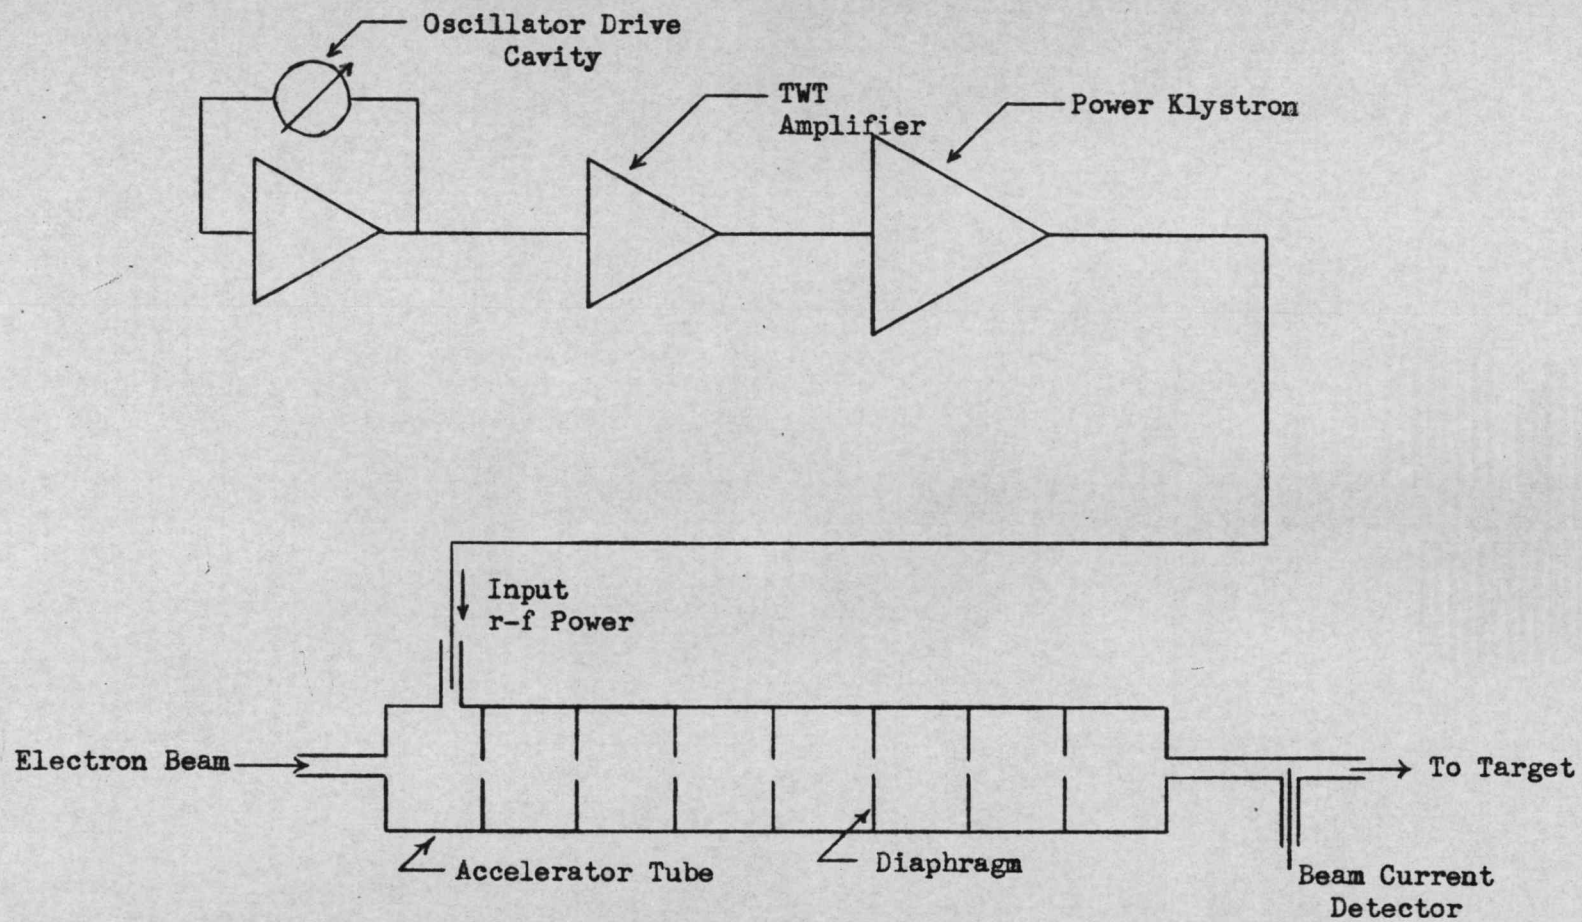 Oscillator Drive
Cavity
TWT
Amplifier
Power Klystron
Input
r-f Power
Electron Beam
To Target
Accelerator Tube
Diaphragm
Beam Current
Detector